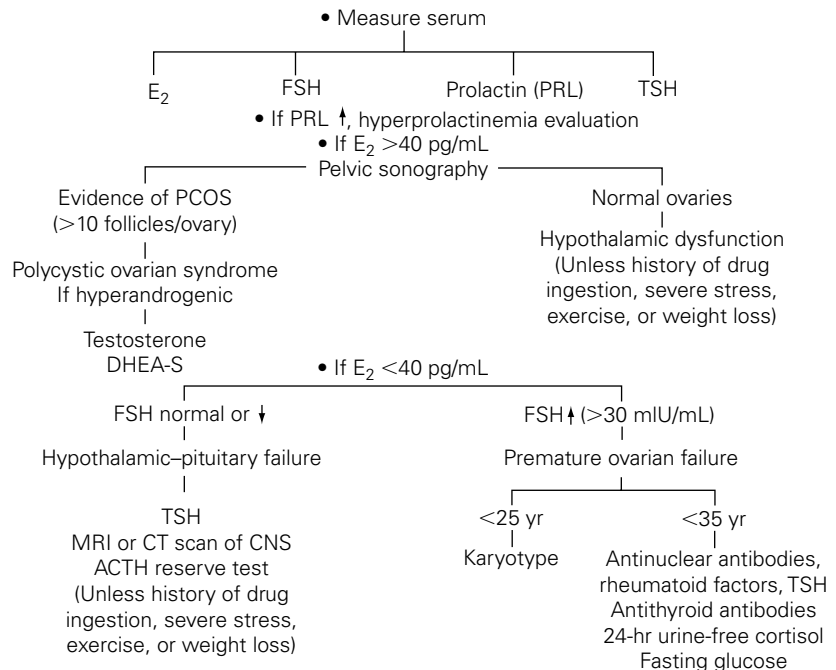 • Measure serum
E₂ FSH Prolactin (PRL) TSH
• If PRL ↑, hyperprolactinemia evaluation
• If E₂ >40 pg/mL
Pelvic sonography
Evidence of PCOS
(>10 follicles/ovary)
Polycystic ovarian syndrome
If hyperandrogenic
Testosterone
DHEA-S
Normal ovaries
Hypothalamic dysfunction
(Unless history of drug
ingestion, severe stress,
exercise, or weight loss)
• If E₂ <40 pg/mL
FSH normal or ↓
Hypothalamic–pituitary failure
TSH
MRI or CT scan of CNS
ACTH reserve test
(Unless history of drug
ingestion, severe stress,
exercise, or weight loss)
FSH ↑ (>30 mIU/mL)
Premature ovarian failure
<25 yr
Karyotype
<35 yr
Antinuclear antibodies,
rheumatoid factors, TSH
Antithyroid antibodies
24-hr urine-free cortisol
Fasting glucose